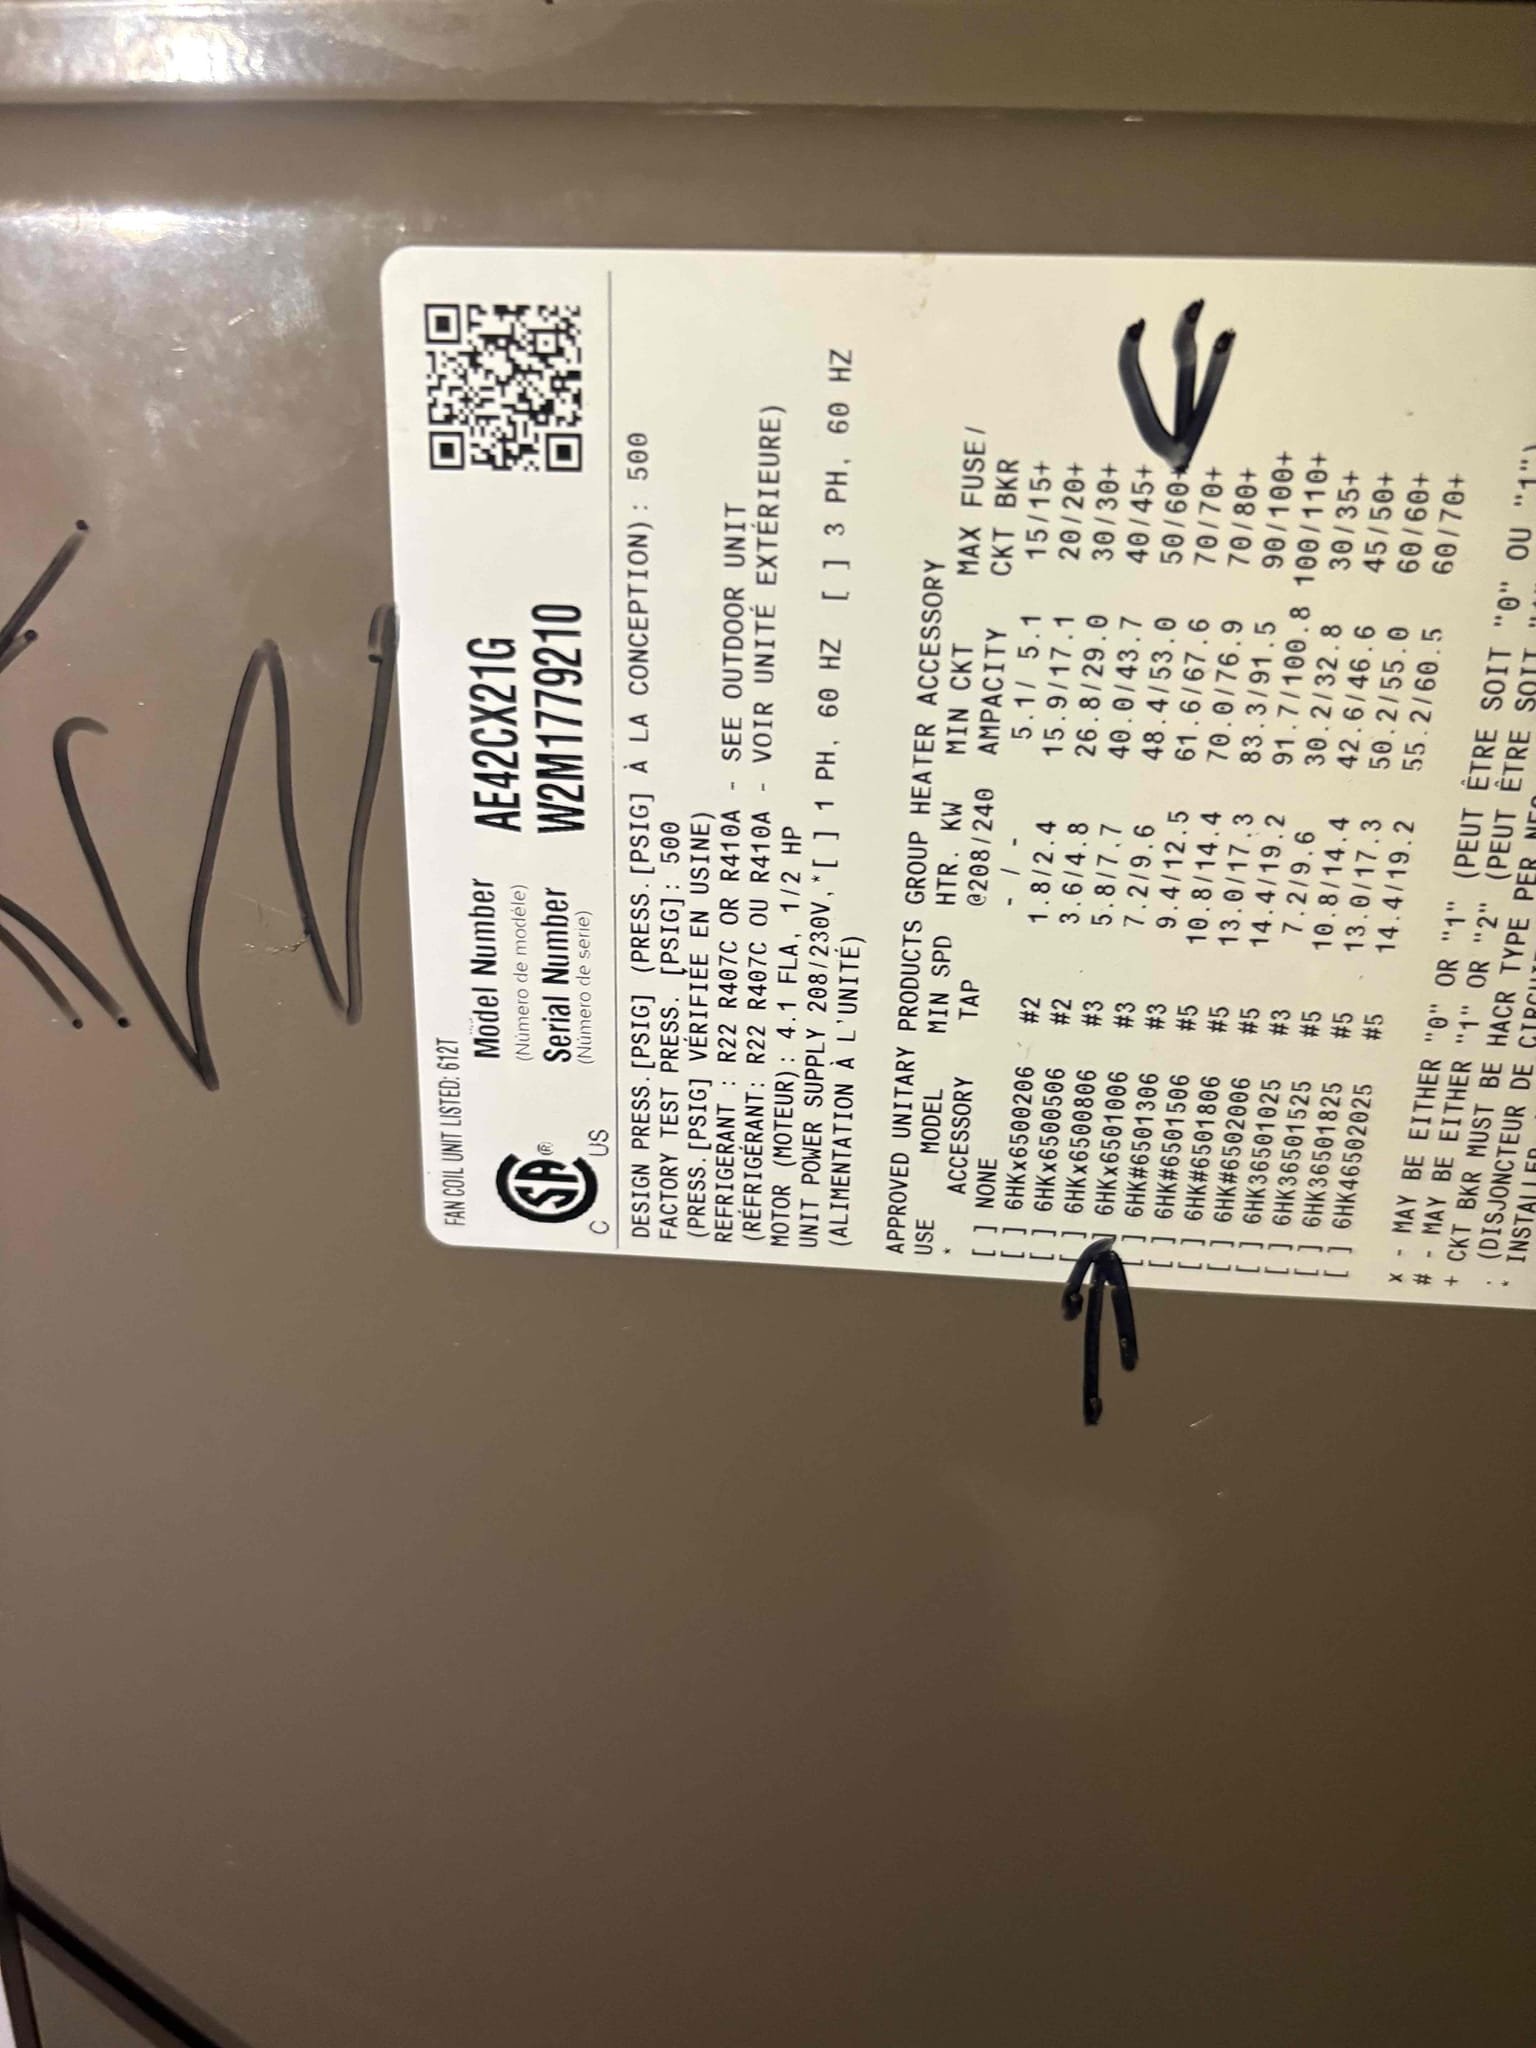 FAN COIL UNIT LISTED: 612T
Model Number AE42CX21G
(Número de modéle)
Serial Number W2M1779210
(Número de serie)
SA®
C US
DESIGN PRESS.[PSIG] (PRESS.[PSIG] À LA CONCEPTION): 500
FACTORY TEST PRESS. [PSIG]: 500
(PRESS.[PSIG] VÉRIFIÉE EN USINE)
REFRIGERANT : R22 R407C OR R410A - SEE OUTDOOR UNIT
(RÉFRIGÉRANT: R22 R407C OU R410A - VOIR UNITÉ EXTÉRIEURE)
MOTOR (MOTEUR): 4.1 FLA, 1/2 HP
UNIT POWER SUPPLY 208/230V,*[ ] 1 PH, 60 HZ [ ] 3 PH, 60 HZ
(ALIMENTATION À L'UNITÉ)
APPROVED UNITARY PRODUCTS GROUP HEATER ACCESSORY
USE MODEL MIN SPD HTR. KW MIN CKT MAX FUSE/
* ACCESSORY TAP @208/240 AMPACITY CKT BKR
[ ] NONE - / - 5.1/ 5.1 15/15+
[ ] 6HKx6500206 #2 1.8/2.4 15.9/17.1 20/20+
[ ] 6HKx6500506 #2 3.6/4.8 26.8/29.0 30/30+
[ ] 6HKx6500806 #3 5.8/7.7 40.0/43.7 40/45+
[ ] 6HKx6501006 #3 7.2/9.6 48.4/53.0 50/60+
[ ] 6HK#6501306 #3 9.4/12.5 61.6/67.6 70/70+
[ ] 6HK#6501506 #5 10.8/14.4 70.0/76.9 70/80+
[ ] 6HK#6501806 #5 13.0/17.3 83.3/91.5 90/100+
[ ] 6HK#6502006 #5 14.4/19.2 91.7/100.8 100/110+
[ ] 6HK36501025 #3 7.2/9.6 30.2/32.8 30/35+
[ ] 6HK36501525 #5 10.8/14.4 42.6/46.6 45/50+
[ ] 6HK36501825 #5 13.0/17.3 50.2/55.0 60/60+
[ ] 6HK46502025 #5 14.4/19.2 55.2/60.5 60/70+
x - MAY BE EITHER "0" OR "1" (PEUT ÊTRE SOIT "0" OU "1")
# - MAY BE EITHER "1" OR "2" (PEUT ÊTRE SOIT
+ CKT BKR MUST BE HACR TYPE PER
: (DISJONCTEUR DE
* INSTALLER